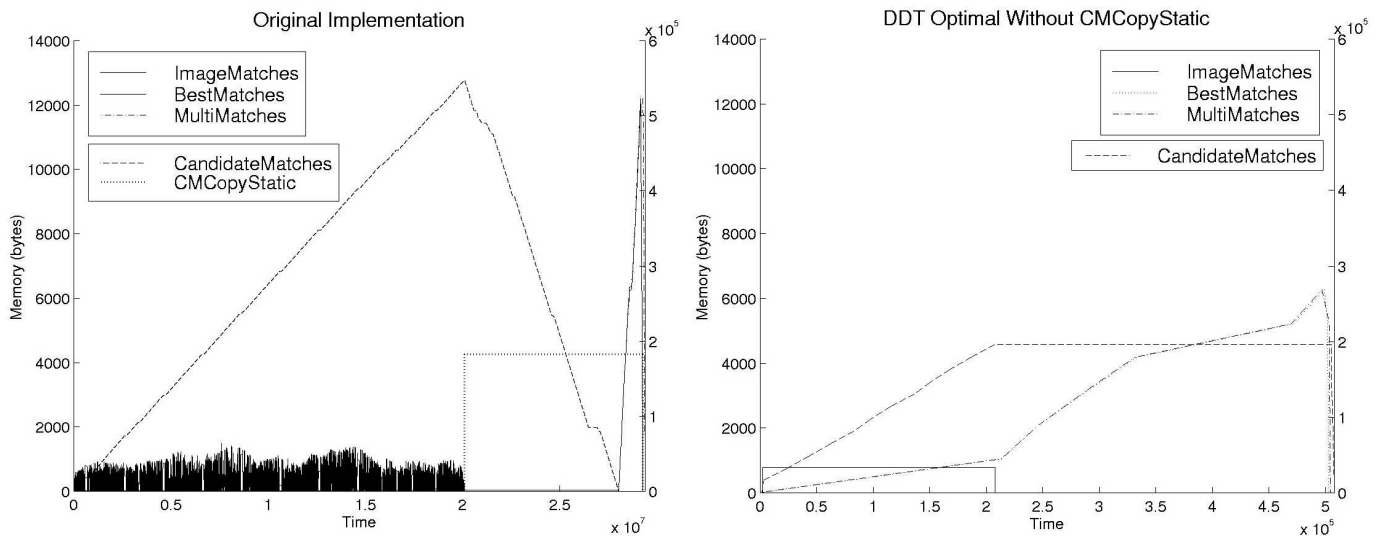 Original Implementation
x 10^5
14000
12000
10000
8000
6000
4000
2000
0
Memory (bytes)
ImageMatches
BestMatches
MultiMatches
CandidateMatches
CMCopyStatic
6
5
4
3
2
1
0
0
0.5
1
1.5
2
2.5
Time
x 10^7
DDT Optimal Without CMCopyStatic
x 10^5
14000
12000
10000
8000
6000
4000
2000
0
Memory (bytes)
ImageMatches
BestMatches
MultiMatches
CandidateMatches
6
5
4
3
2
1
0
0
0.5
1
1.5
2
2.5
3
3.5
4
4.5
5
Time
x 10^5